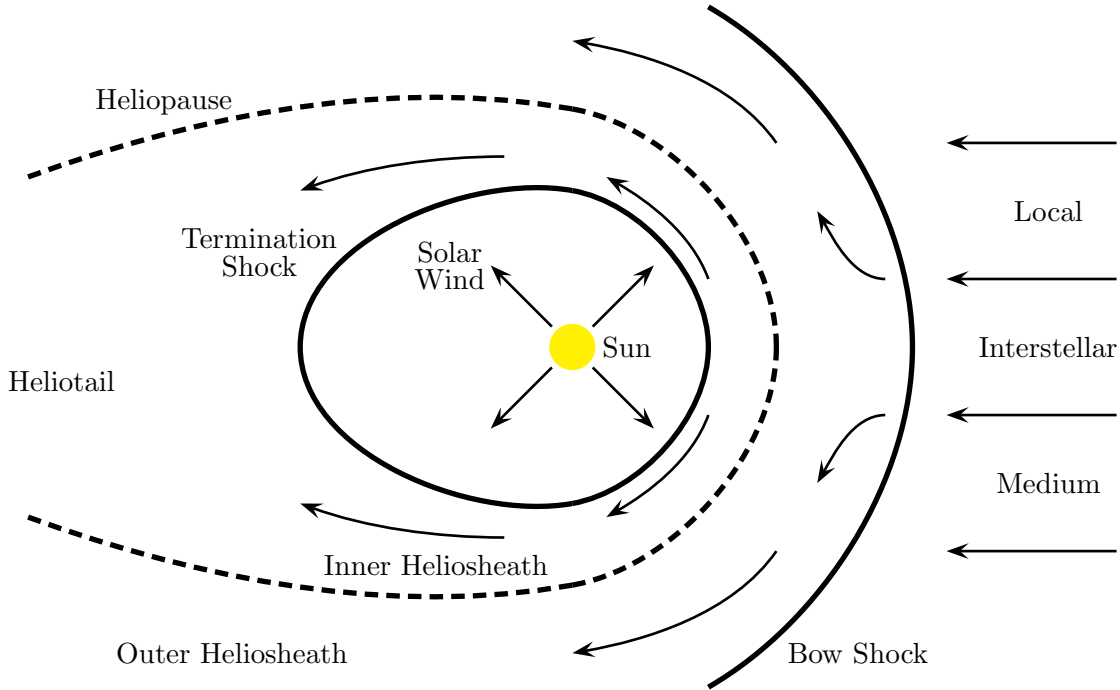 Heliopause
Local
Termination
Shock
Solar
Wind
Sun
Interstellar
Heliotail
Medium
Inner Heliosheath
Outer Heliosheath
Bow Shock